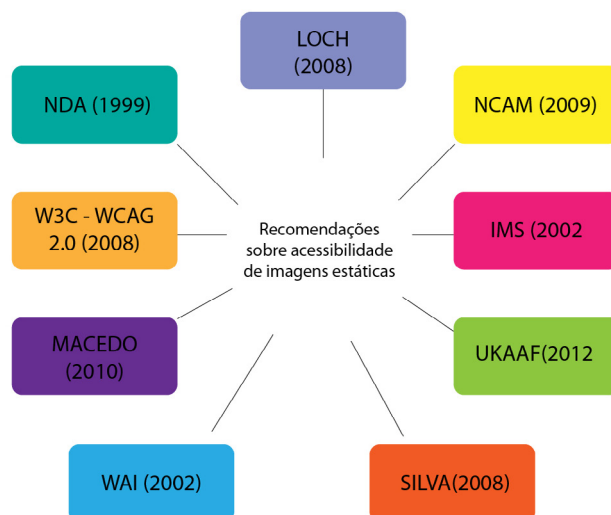 LOCH
(2008)
NDA (1999)
NCAM (2009)
W3C - WCAG
2.0 (2008)
Recomendações
sobre acessibilidade
de imagens estáticas
IMS (2002
MACEDO
(2010)
UKAAF(2012
WAI (2002)
SILVA(2008)